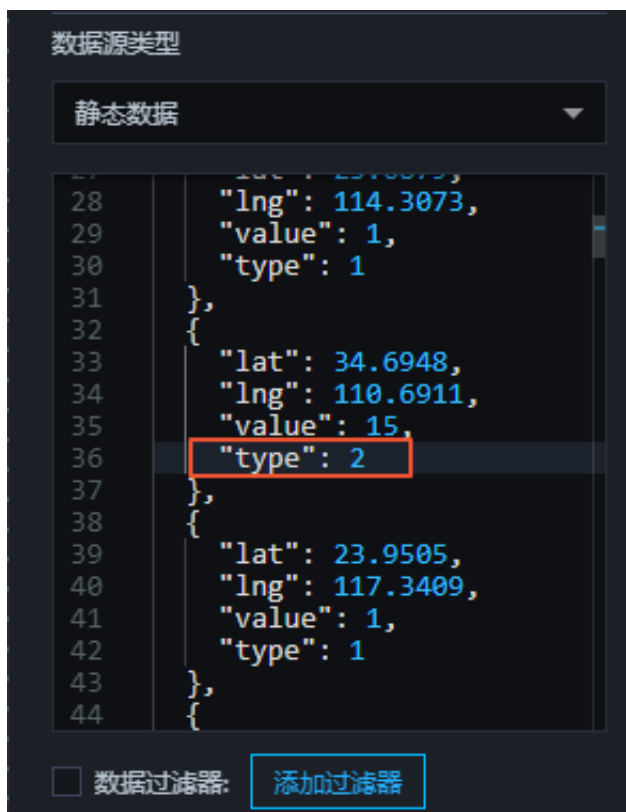 数据源类型
静态数据
28 "lng": 114.3073,
29 "value": 1,
30 "type": 1
31 },
32 {
33 "lat": 34.6948,
34 "lng": 110.6911,
35 "value": 15,
36 "type": 2
37 },
38 {
39 "lat": 23.9505,
40 "lng": 117.3409,
41 "value": 1,
42 "type": 1
43 },
44 {
数据过滤器: 添加过滤器